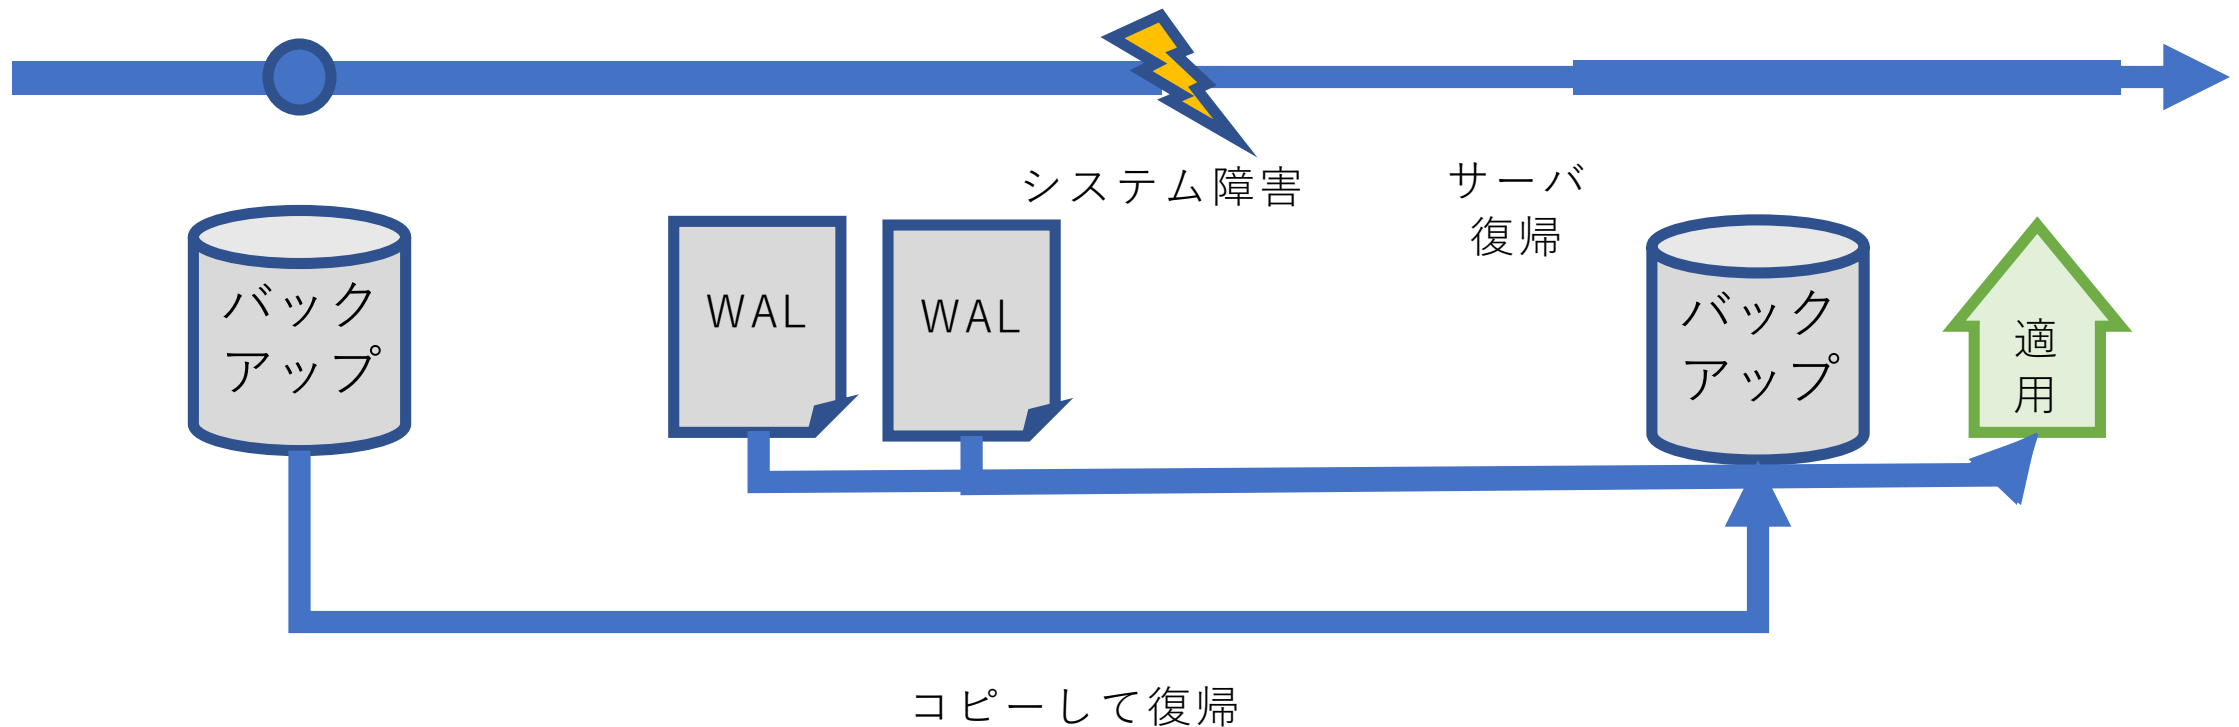 システム障害
サーバ
復帰
バック
アップ
WAL
WAL
バック
アップ
適
用
コピーして復帰